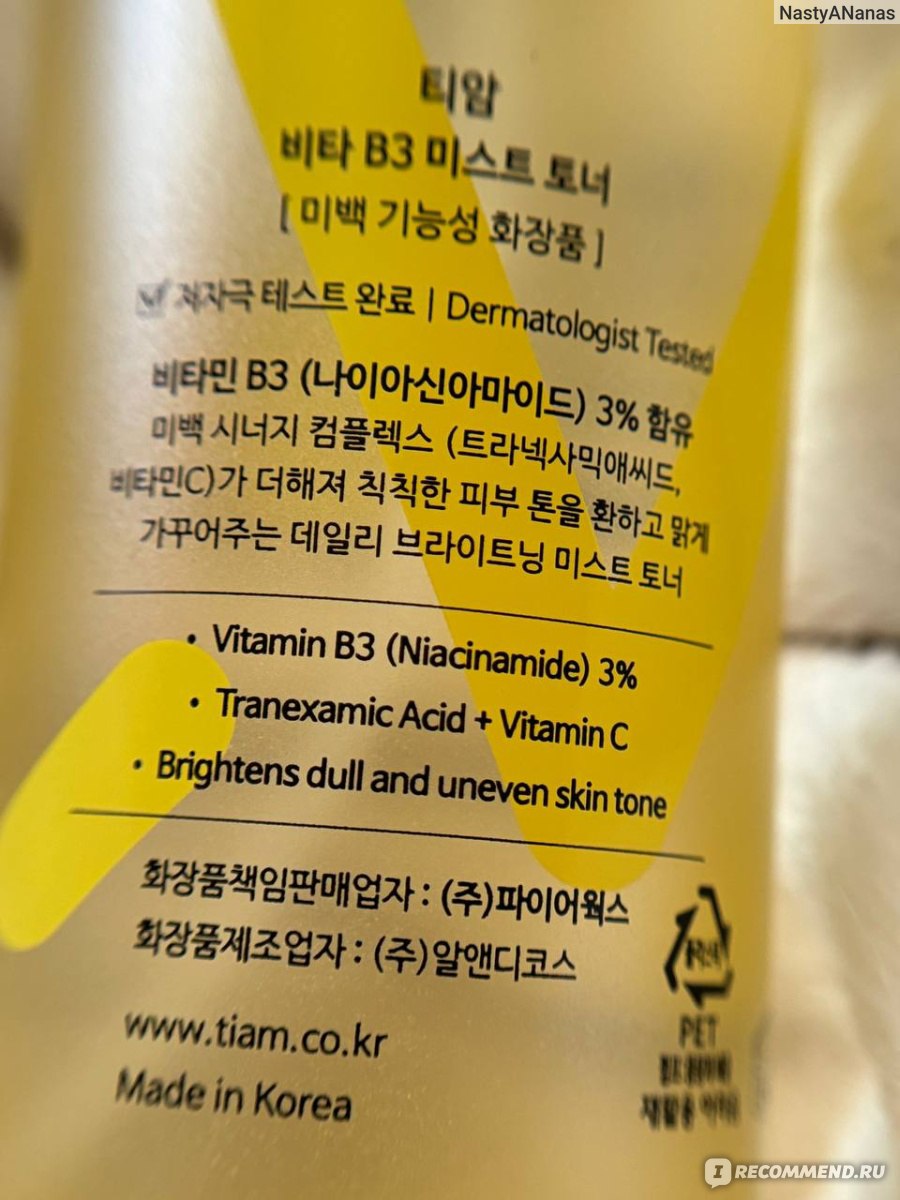 NastyANanas
티암
비타 B3 미스트 토너
[ 미백 기능성 화장품 ]
저자극 테스트 완료 | Dermatologist Tested
비타민 B3 (나이아신아마이드) 3% 함유
미백 시너지 컴플렉스 (트라넥사믹애씨드,
비타민C)가 더해져 칙칙한 피부 톤을 환하고 맑게
가꾸어주는 데일리 브라이트닝 미스트 토너
• Vitamin B3 (Niacinamide) 3%
• Tranexamic Acid + Vitamin C
• Brightens dull and uneven skin tone
화장품책임판매업자 : (주)파이어웍스
화장품제조업자 : (주)알앤디코스
www.tiam.co.kr
Made in Korea
PET
재활용
I RECOMMEND.RU